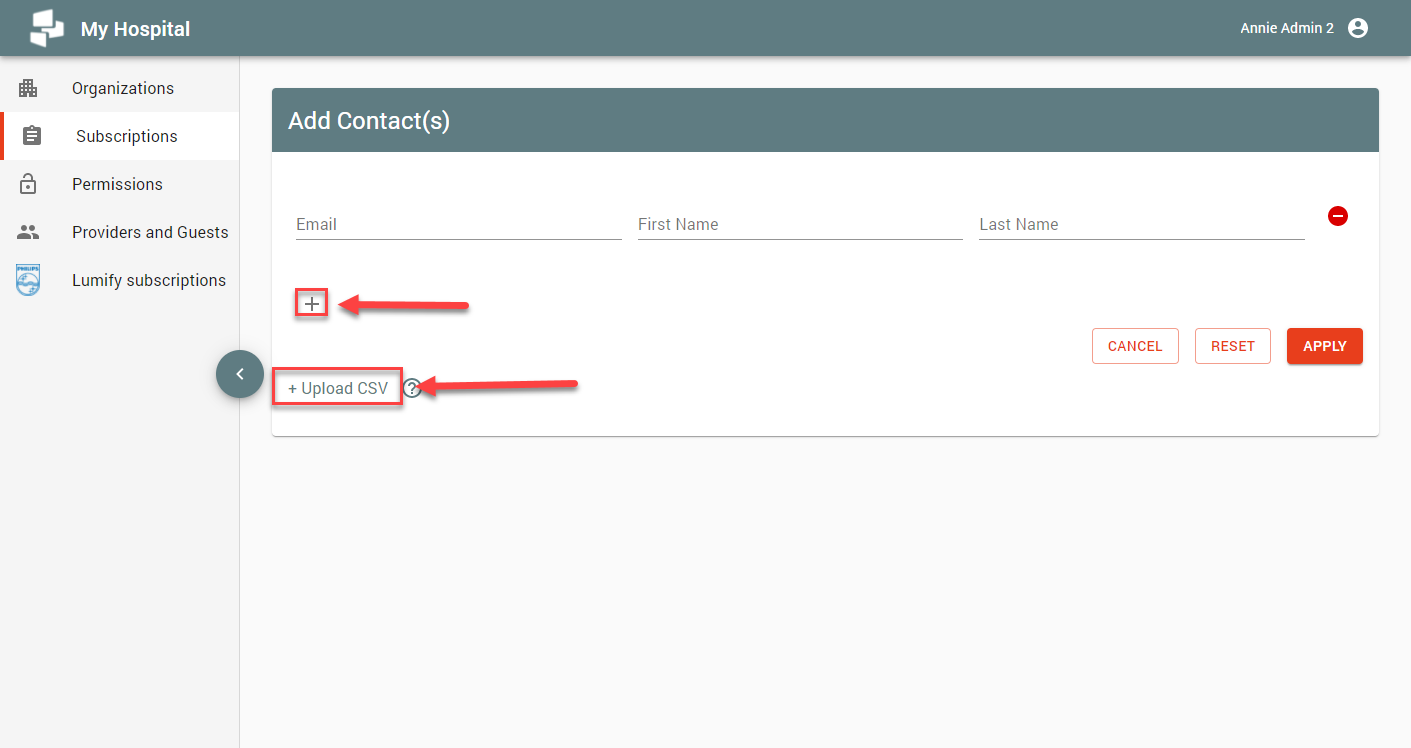 My Hospital
Annie Admin 2
Organizations
Subscriptions
Permissions
Providers and Guests
PHILIPS
Lumify subscriptions
Add Contact(s)
Email First Name Last Name
+
CANCEL RESET APPLY
+ Upload CSV ?